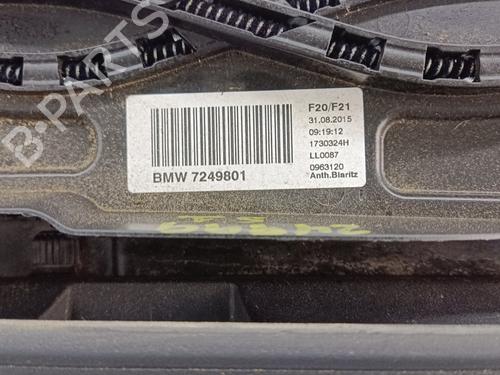 B-PARTS
F20/F21
31.08.2015
09:19:12
1730324H
LL0087
0963120
Anth.Biaritz
BMW 7249801